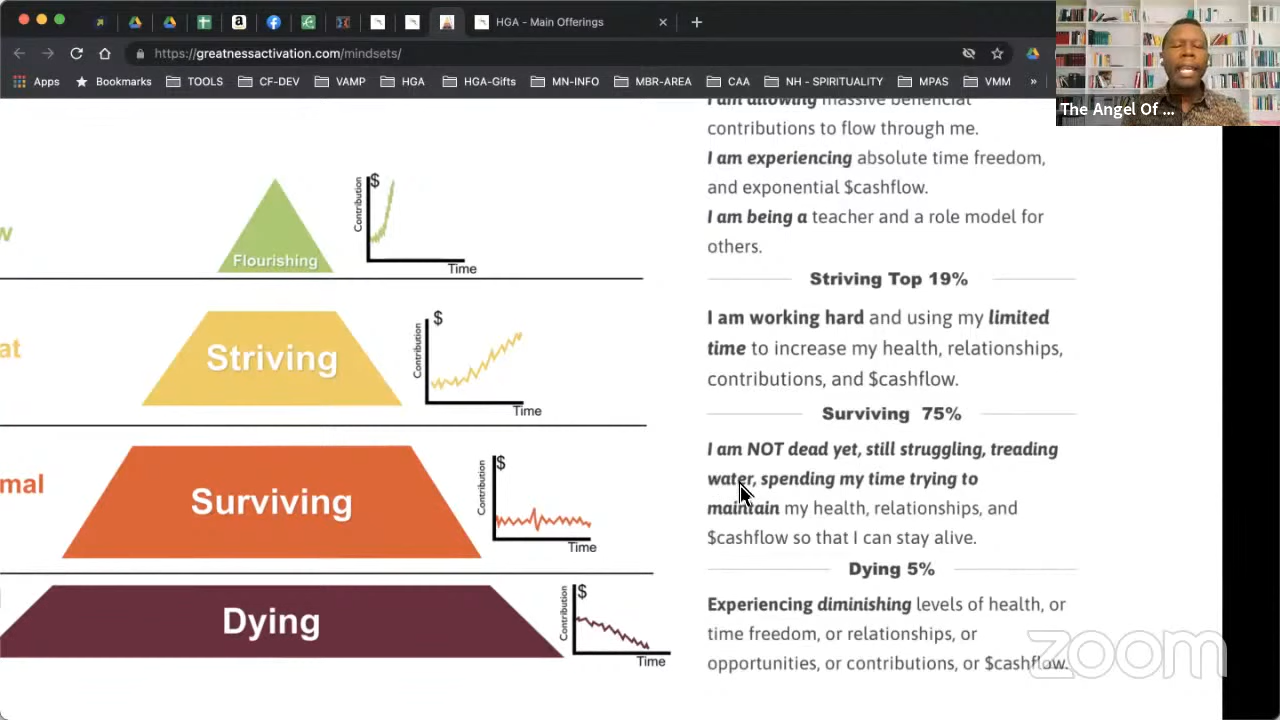 HGA - Main Offerings
https://greatnessactivation.com/mindsets/
Apps
Bookmarks
TOOLS
CF-DEV
VAMP
HGA
HGA-Gifts
MN-INFO
MBR-AREA
CAA
NH - SPIRITUALITY
MPAS
VMM
»
The Angel Of ...
I am allowing massive beneficial
contributions to flow through me.
I am experiencing absolute time freedom,
and exponential $cashflow.
I am being a teacher and a role model for
others.
Striving Top 19%
I am working hard and using my limited
time to increase my health, relationships,
contributions, and $cashflow.
Surviving 75%
I am NOT dead yet, still struggling, treading
water, spending my time trying to
maintain my health, relationships, and
$cashflow so that I can stay alive.
Dying 5%
Experiencing diminishing levels of health, or
time freedom, or relationships, or
opportunities, or contributions, or $cashflow.
w
Flourishing
$
Contribution
Time
at
Striving
$
Contribution
Time
mal
Surviving
$
Contribution
Time
Dying
$
Contribution
Time
zoom